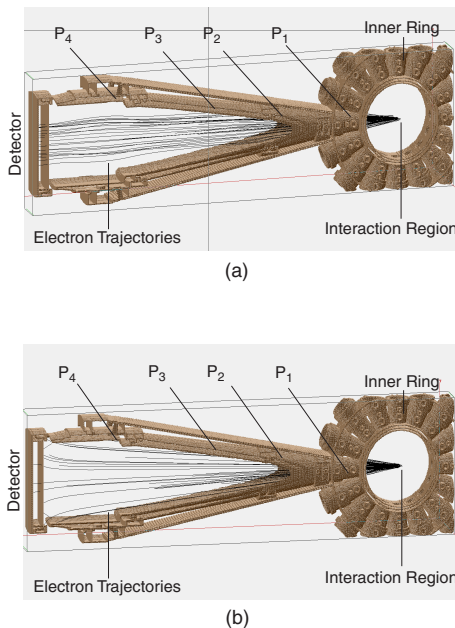 Inner Ring
P4 P3 P2 P1
Detector
Electron Trajectories
Interaction Region
(a)
Inner Ring
P4 P3 P2 P1
Detector
Electron Trajectories
Interaction Region
(b)